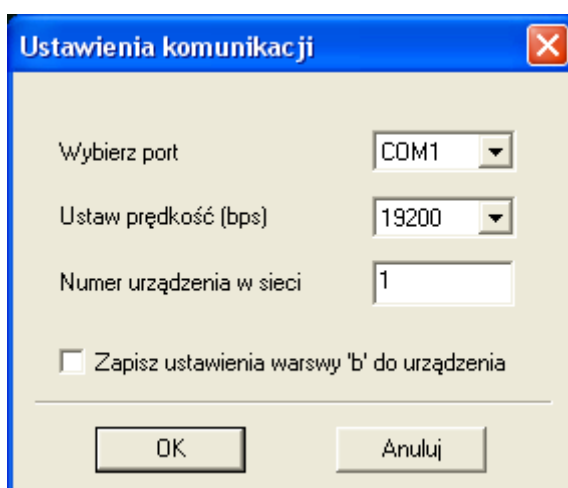 Ustawienia komunikacji
Wybierz port COM1
Ustaw prędkość (bps) 19200
Numer urządzenia w sieci 1
Zapisz ustawienia warswy 'b' do urządzenia
OK Anuluj